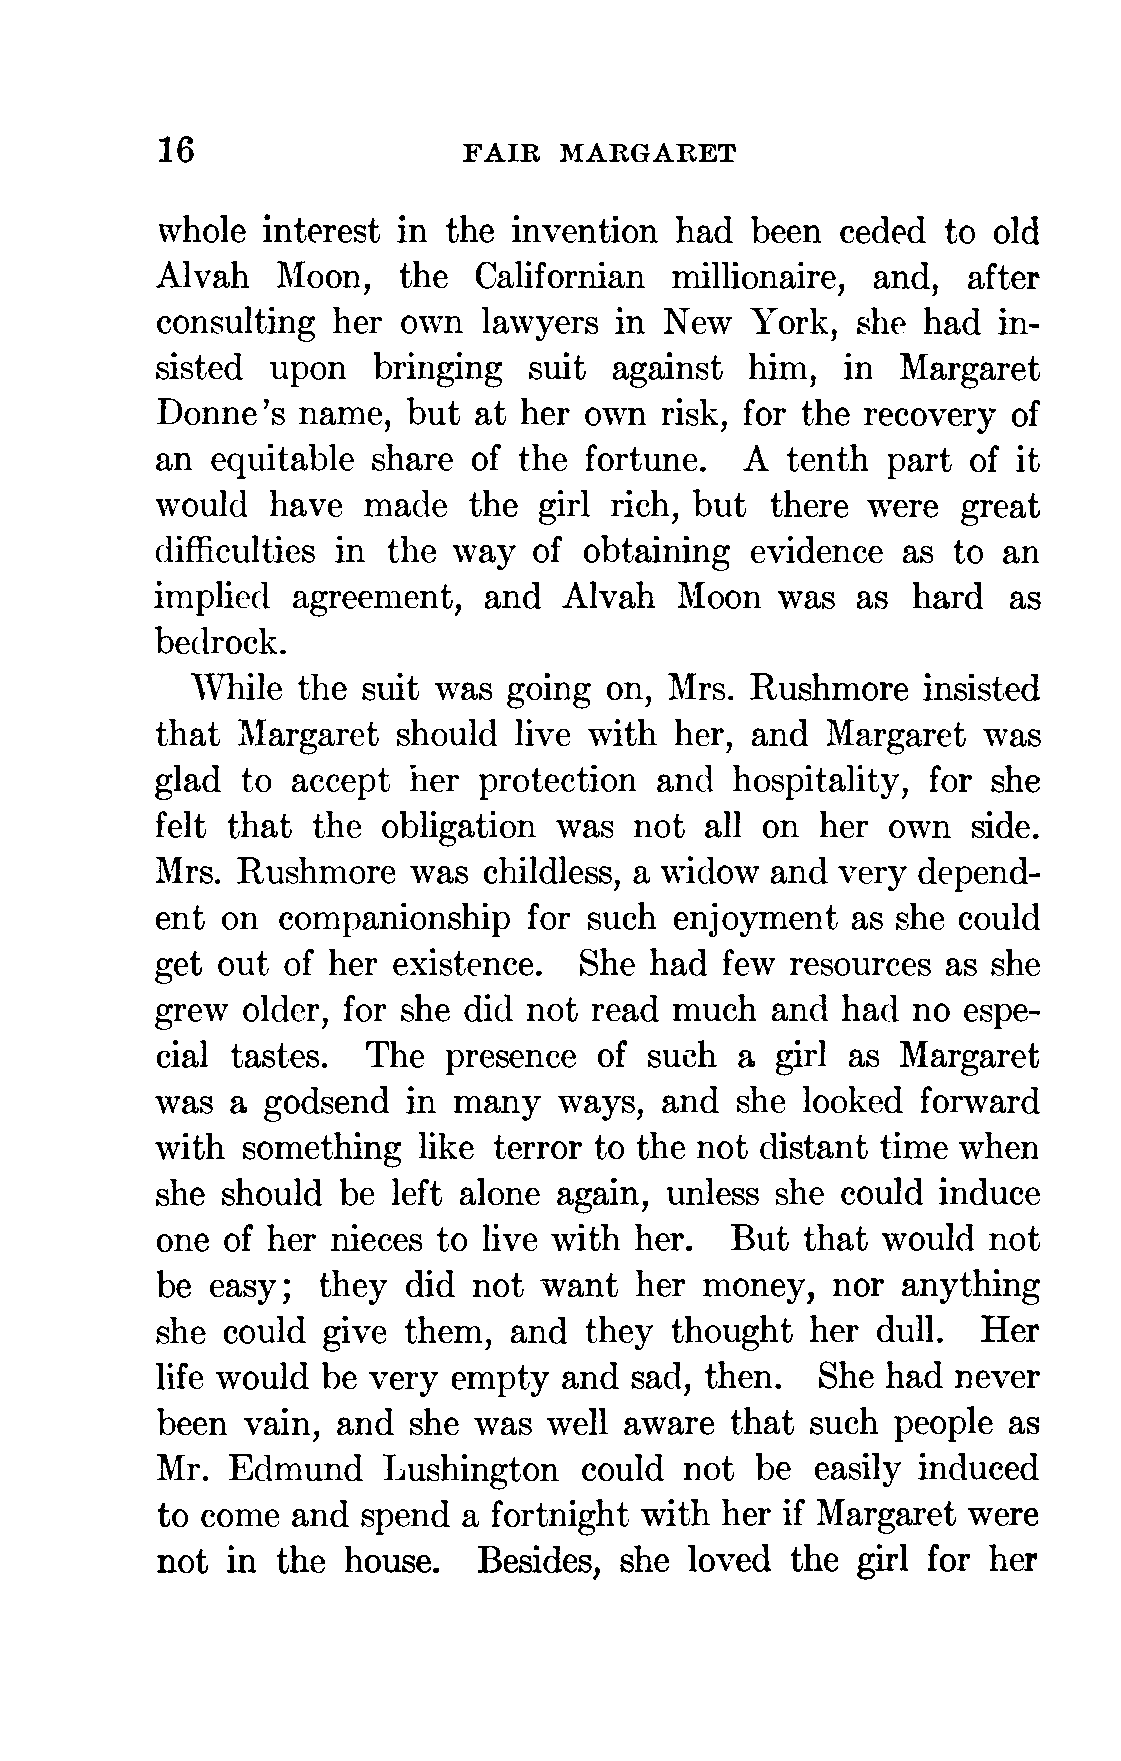 16 FAIR MARGARET
whole interest in the invention had been ceded to old
Alvah Moon, the Californian millionaire, and, after
consulting her own lawyers in New York, she had in-
sisted upon bringing suit against him, in Margaret
Donne's name, but at her own risk, for the recovery of
an equitable share of the fortune. A tenth part of it
would have made the girl rich, but there were great
difficulties in the way of obtaining evidence as to an
implied agreement, and Alvah Moon was as hard as
bedrock.
While the suit was going on, Mrs. Rushmore insisted
that Margaret should live with her, and Margaret was
glad to accept her protection and hospitality, for she
felt that the obligation was not all on her own side.
Mrs. Rushmore was childless, a widow and very depend-
ent on companionship for such enjoyment as she could
get out of her existence. She had few resources as she
grew older, for she did not read much and had no espe-
cial tastes. The presence of such a girl as Margaret
was a godsend in many ways, and she looked forward
with something like terror to the not distant time when
she should be left alone again, unless she could induce
one of her nieces to live with her. But that would not
be easy; they did not want her money, nor anything
she could give them, and they thought her dull. Her
life would be very empty and sad, then. She had never
been vain, and she was well aware that such people as
Mr. Edmund Lushington could not be easily induced
to come and spend a fortnight with her if Margaret were
not in the house. Besides, she loved the girl for her